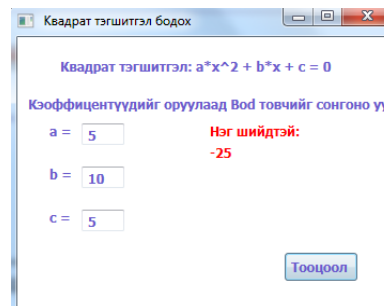 Квадрат тэгшитгэл бодох
Квадрат тэгшитгэл: a*x^2 + b*x + c = 0
Кэоффицентүүдийг оруулаад Bod товчийг сонгоно уу
a = 5
Нэг шийдтэй:
-25
b = 10
c = 5
Тооцоол